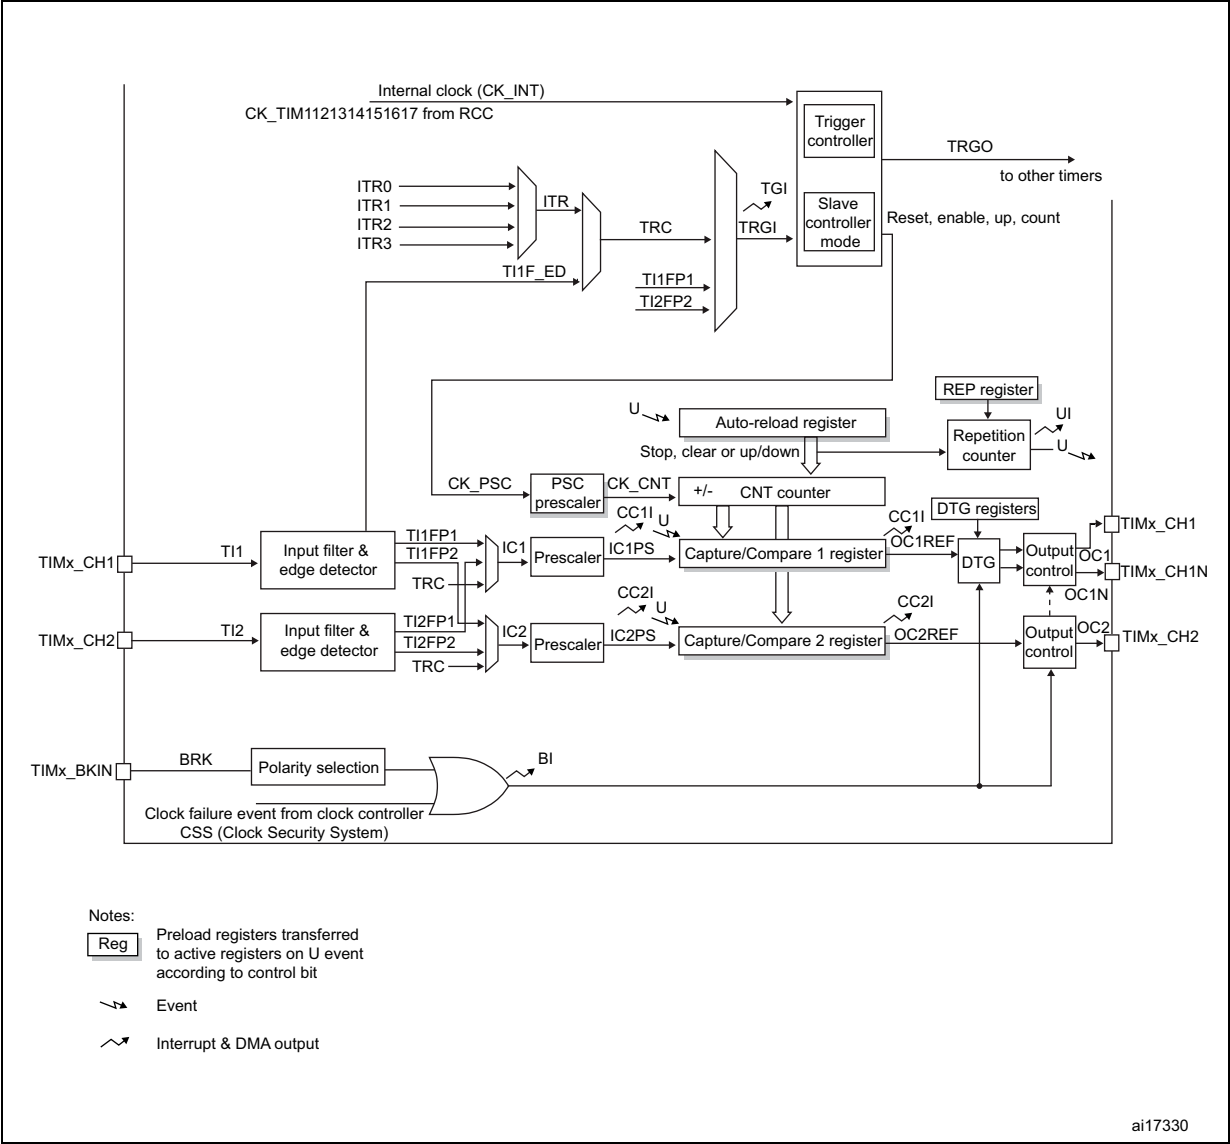 Internal clock (CK_INT)
CK_TIM1121314151617 from RCC
Trigger
controller
TRGO
to other timers
ITR0
ITR1
ITR2
ITR3
ITR
TRC
TGI
TRGI
Slave
controller
mode
Reset, enable, up, count
TI1F_ED
TI1FP1
TI2FP2
REP register
U
Auto-reload register
Repetition
counter
UI
U
Stop, clear or up/down
CK_PSC
PSC
prescaler
CK_CNT
+/-
CNT counter
DTG registers
TIMx_CH1
TI1
Input filter &
edge detector
TI1FP1
TI1FP2
TRC
IC1
Prescaler
IC1PS
CC1I
U
Capture/Compare 1 register
CC1I
OC1REF
DTG
Output
control
OC1
TIMx_CH1
TIMx_CH1N
OC1N
TIMx_CH2
TI2
Input filter &
edge detector
TI2FP1
TI2FP2
TRC
IC2
Prescaler
IC2PS
CC2I
U
Capture/Compare 2 register
CC2I
OC2REF
Output
control
OC2
TIMx_CH2
TIMx_BKIN
BRK
Polarity selection
BI
Clock failure event from clock controller
CSS (Clock Security System)
Notes:
Reg
Preload registers transferred
to active registers on U event
according to control bit
Event
Interrupt & DMA output
ai17330